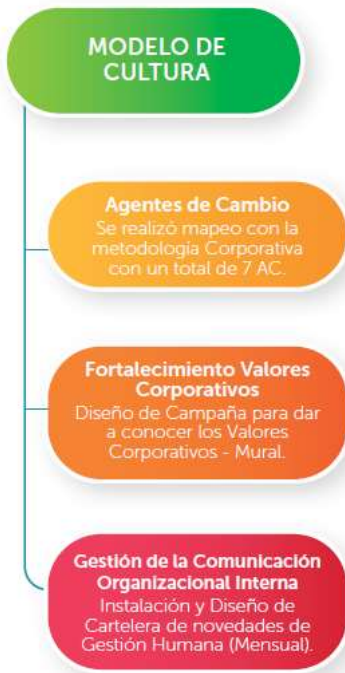 MODELO DE
CULTURA
Agentes de Cambio
Se realizó mapeo con la
metodología Corporativa
con un total de 7 AC.
Fortalecimiento Valores
Corporativos
Diseño de Campaña para dar
a conocer los Valores
Corporativos - Mural.
Gestión de la Comunicación
Organizacional Interna
Instalación y Diseño de
Cartelera de novedades de
Gestión Humana (Mensual).